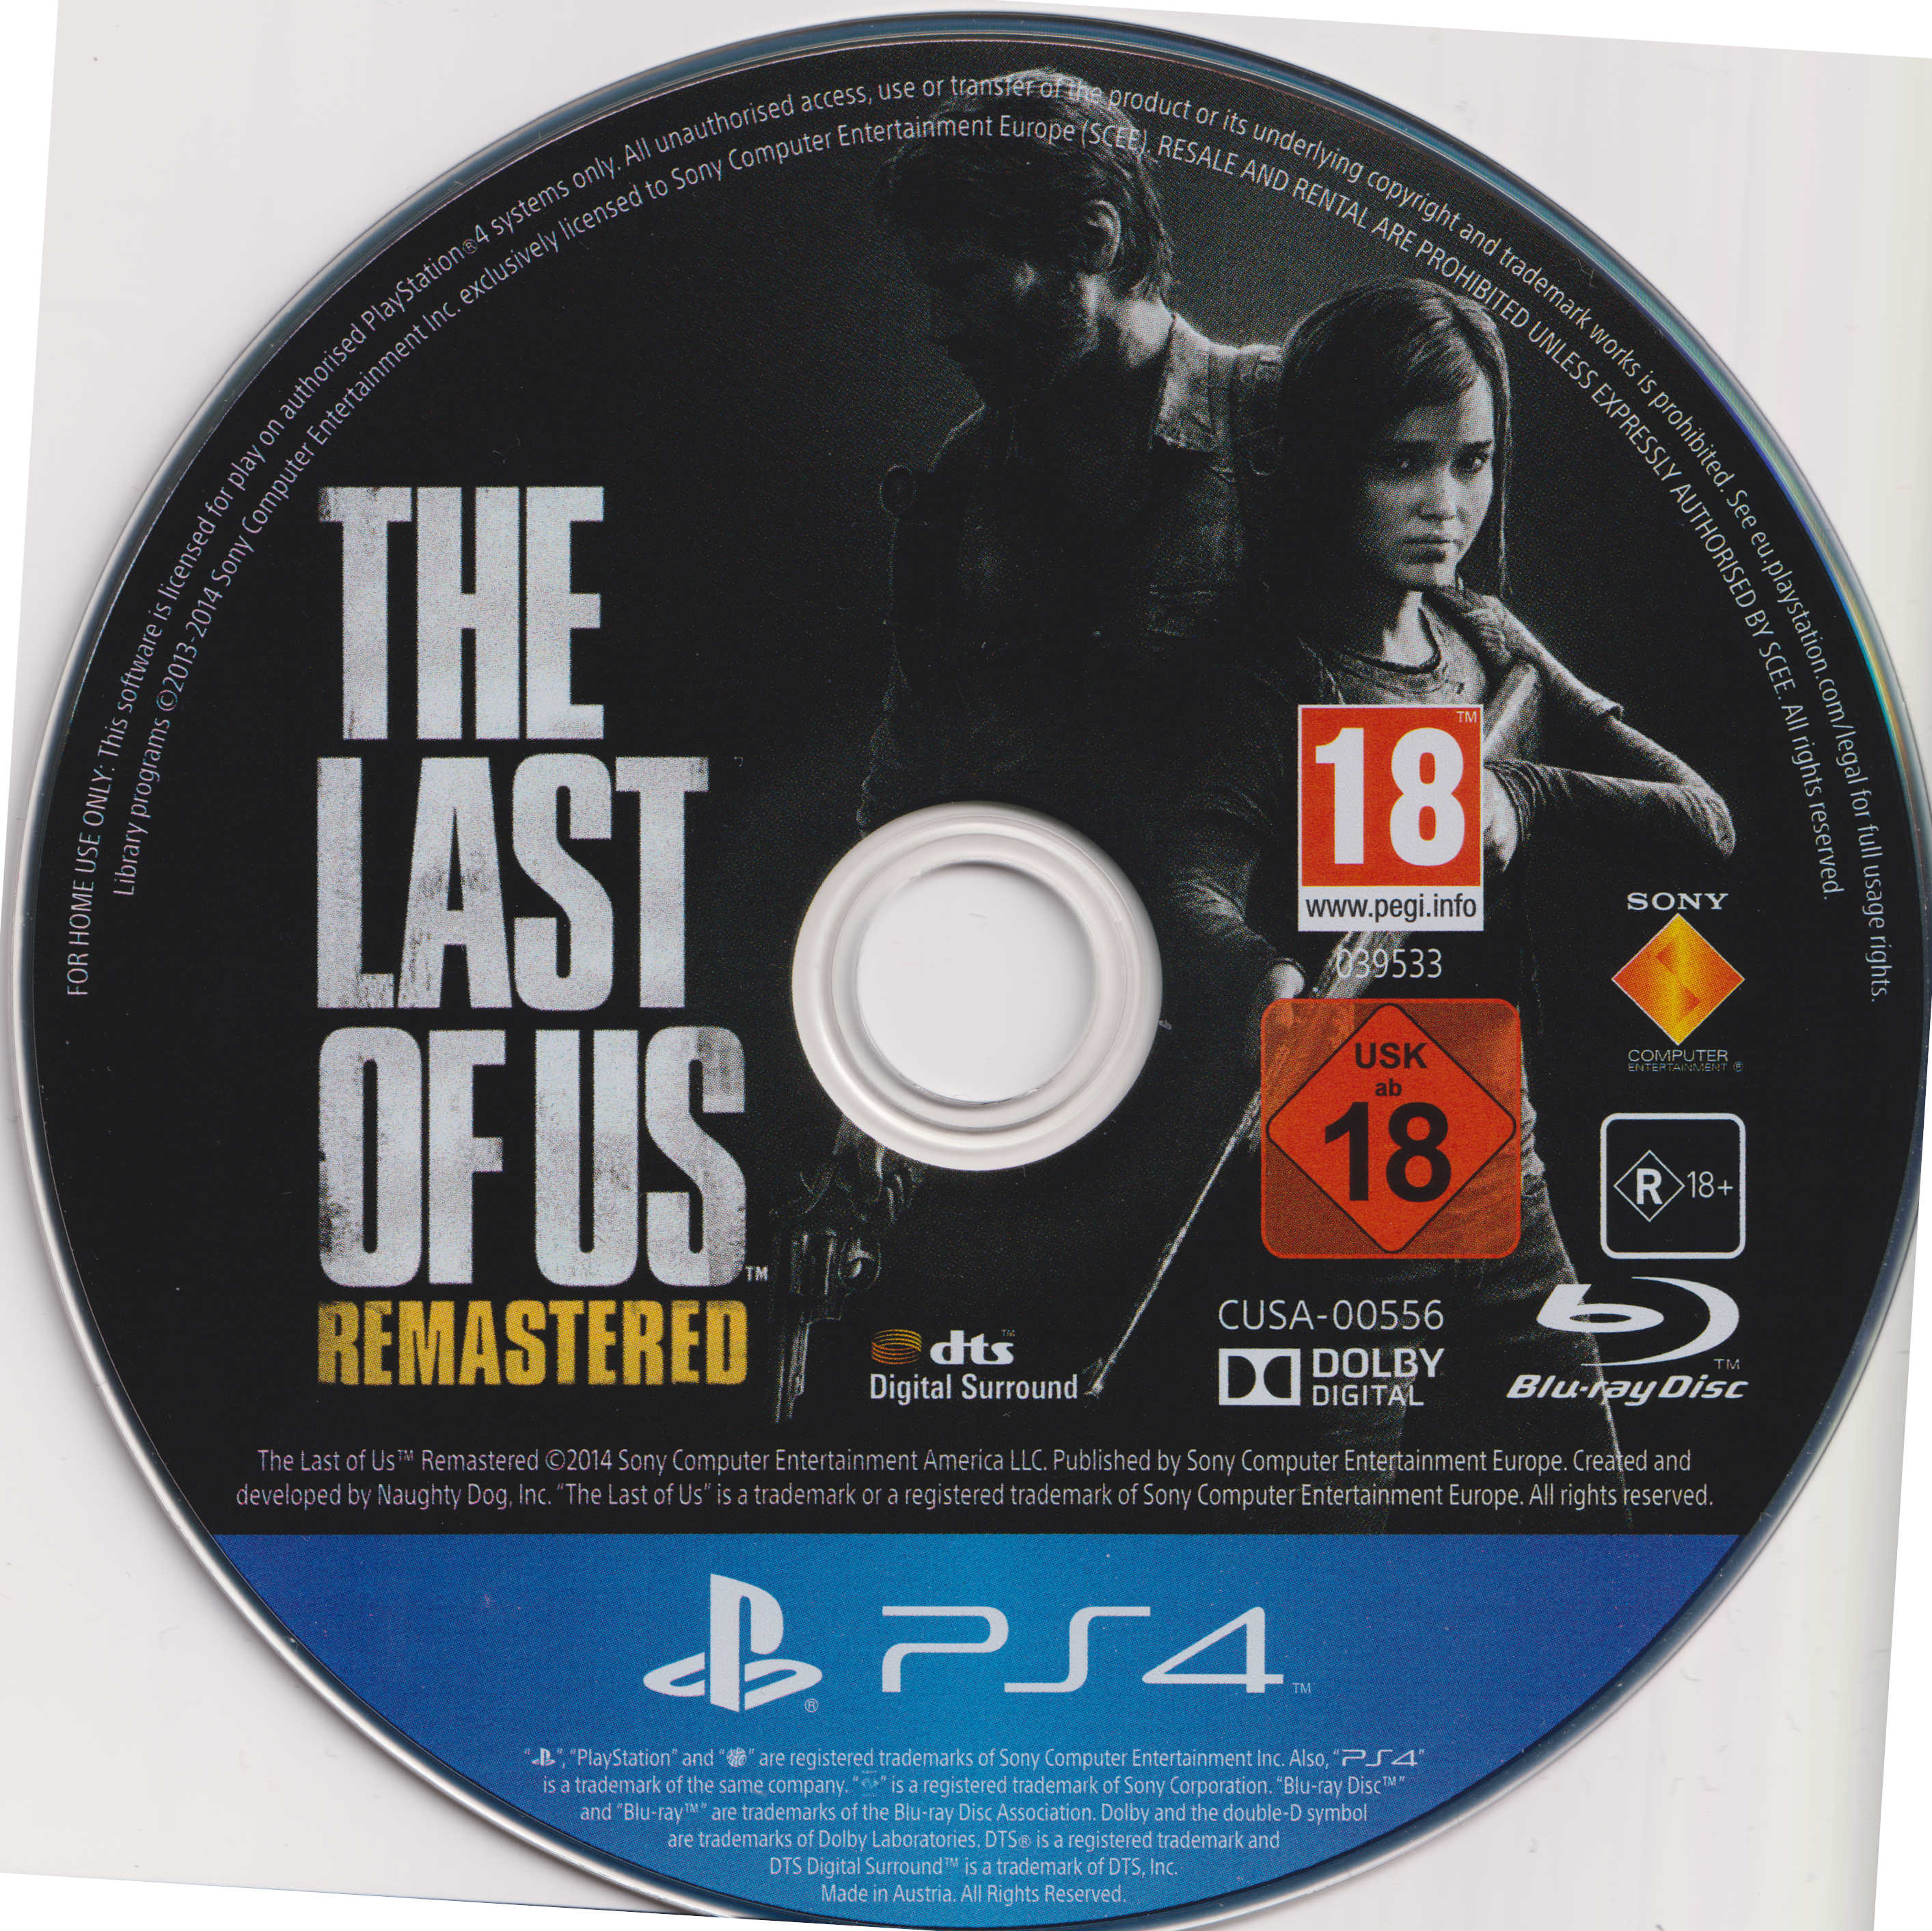 FOR HOME USE ONLY: This software is licensed for play on authorised PlayStation®4 systems only. All unauthorised access, use or transfer of the product or its underlying copyright and trademark works is prohibited. See eu.playstation.com/legal for full usage rights.
Library programs ©2013-2014 Sony Computer Entertainment Inc. exclusively licensed to Sony Computer Entertainment Europe (SCEE). RESALE AND RENTAL ARE PROHIBITED UNLESS EXPRESSLY AUTHORISED BY SCEE. All rights reserved.
THE
LAST
OF US™
REMASTERED
18™
www.pegi.info
039533
SONY
COMPUTER
ENTERTAINMENT ®
USK
ab
18
R 18+
dts™
Digital Surround
CUSA-00556
DOLBY
DIGITAL
™
Blu-ray Disc
The Last of Us™ Remastered ©2014 Sony Computer Entertainment America LLC. Published by Sony Computer Entertainment Europe. Created and
developed by Naughty Dog, Inc. “The Last of Us” is a trademark or a registered trademark of Sony Computer Entertainment Europe. All rights reserved.
® PS4™
“ ”, “PlayStation” and “ ” are registered trademarks of Sony Computer Entertainment Inc. Also, “PS4”
is a trademark of the same company. “ ” is a registered trademark of Sony Corporation. “Blu-ray Disc™”
and “Blu-ray™” are trademarks of the Blu-ray Disc Association. Dolby and the double-D symbol
are trademarks of Dolby Laboratories. DTS® is a registered trademark and
DTS Digital Surround™ is a trademark of DTS, Inc.
Made in Austria. All Rights Reserved.